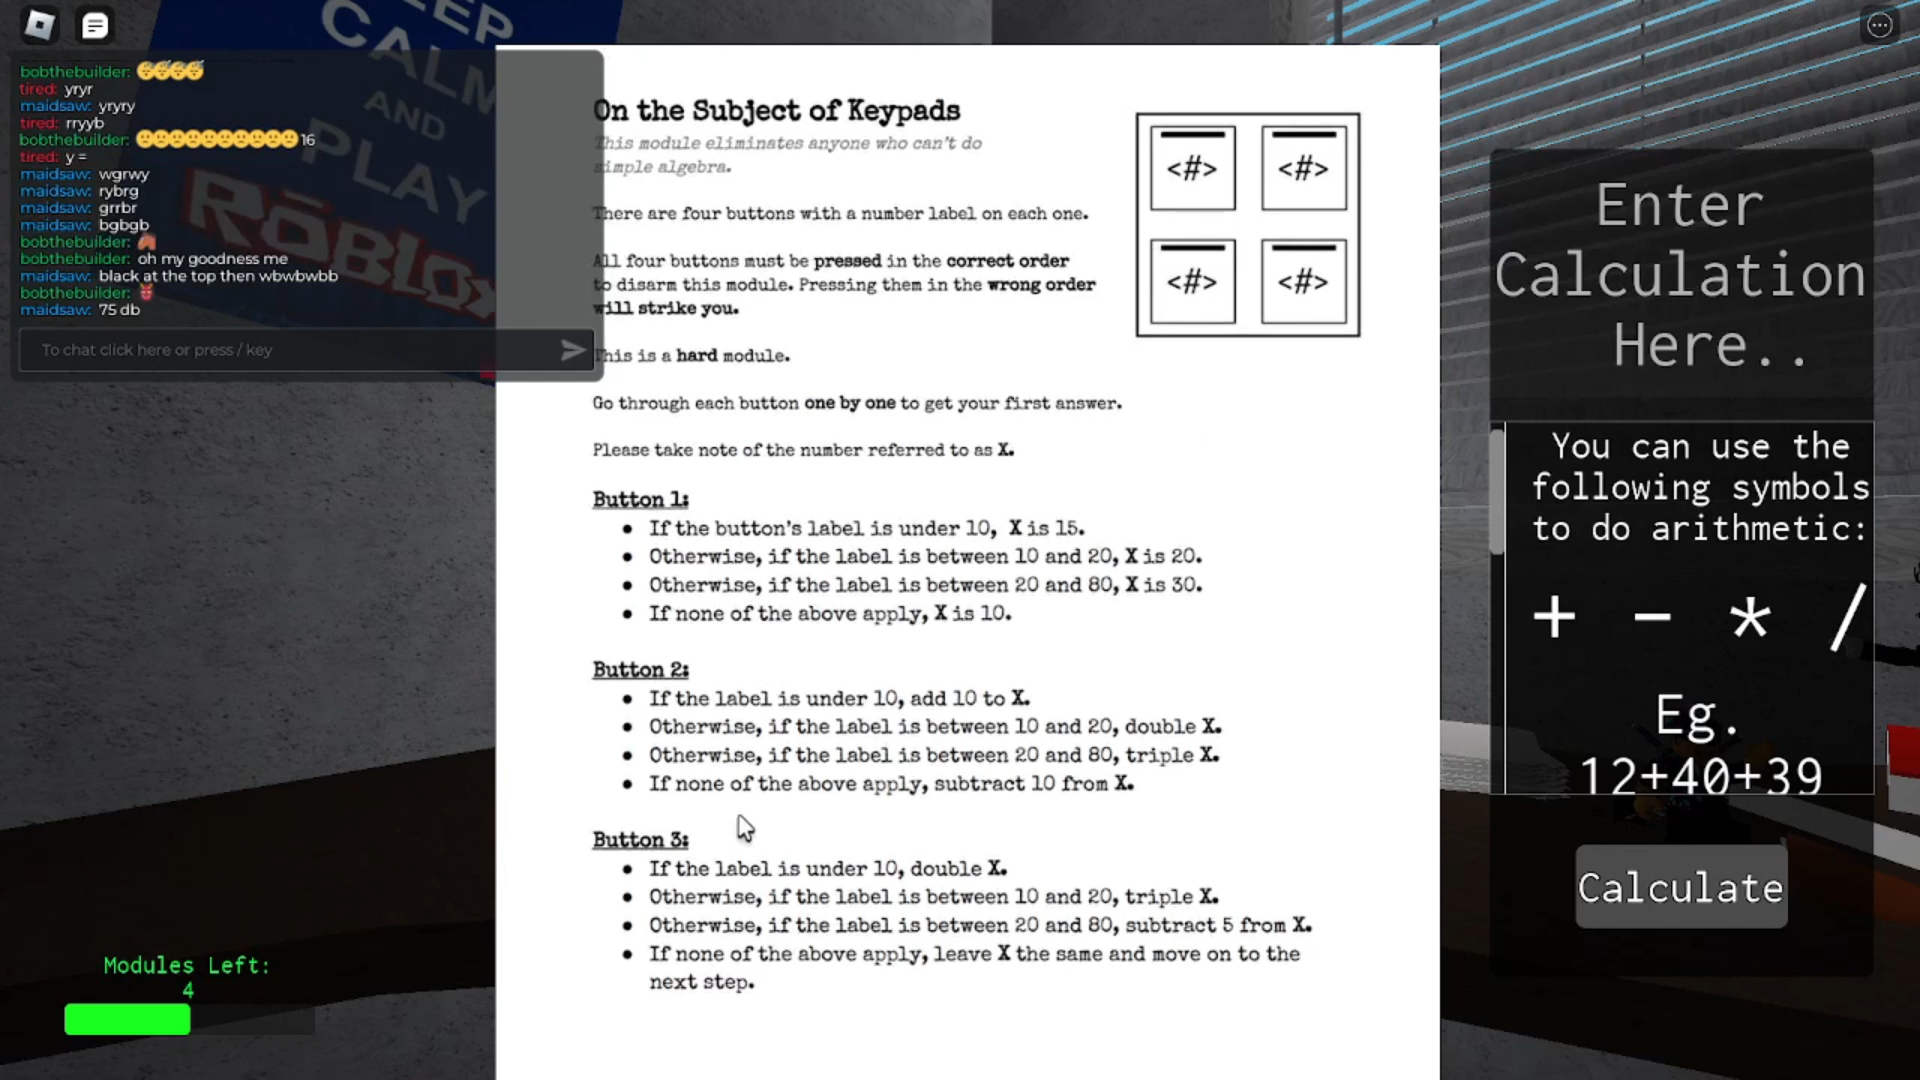 KEEP
CALM
AND
PLAY
ROBLOX
bobthebuilder: 😴😴😴😴
tired: yryr
maidsaw: yryry
tired: rryyb
bobthebuilder: 🙁🙁🙁🙁🙁🙁🙁🙁🙁🙁 16
tired: y =
maidsaw: wgrwy
maidsaw: rybrg
maidsaw: grrbr
maidsaw: bgbgb
bobthebuilder:
bobthebuilder: oh my goodness me
maidsaw: black at the top then wbwbwbb
bobthebuilder:
maidsaw: 75 db
To chat click here or press / key
On the Subject of Keypads
This module eliminates anyone who can't do
simple algebra.
There are four buttons with a number label on each one.
All four buttons must be pressed in the correct order
to disarm this module. Pressing them in the wrong order
will strike you.
This is a hard module.
Go through each button one by one to get your first answer.
Please take note of the number referred to as X.
<#> <#>
<#> <#>
Button 1:
• If the button's label is under 10, X is 15.
• Otherwise, if the label is between 10 and 20, X is 20.
• Otherwise, if the label is between 20 and 80, X is 30.
• If none of the above apply, X is 10.
Button 2:
• If the label is under 10, add 10 to X.
• Otherwise, if the label is between 10 and 20, double X.
• Otherwise, if the label is between 20 and 80, triple X.
• If none of the above apply, subtract 10 from X.
Button 3:
• If the label is under 10, double X.
• Otherwise, if the label is between 10 and 20, triple X.
• Otherwise, if the label is between 20 and 80, subtract 5 from X.
• If none of the above apply, leave X the same and move on to the
next step.
Enter
Calculation
Here..
You can use the
following symbols
to do arithmetic:
+ - * /
Eg.
12+40+39
Calculate
Modules Left:
4